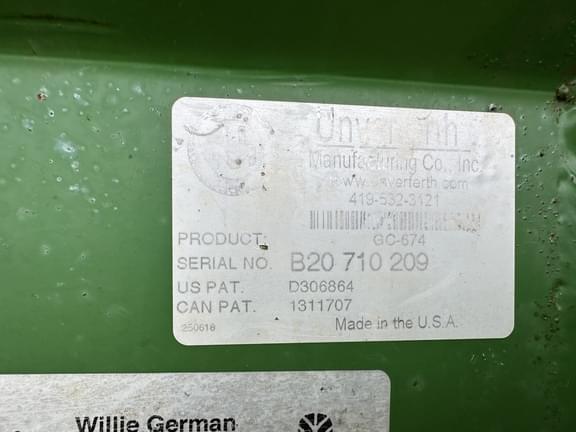 Unverferth
Manufacturing Co., Inc.
www.unverferth.com
419-532-3121
PRODUCT: GC-674
SERIAL NO. B20 710 209
US PAT. D306864
CAN PAT. 1311707
250618 Made in the U.S.A.
Willie German